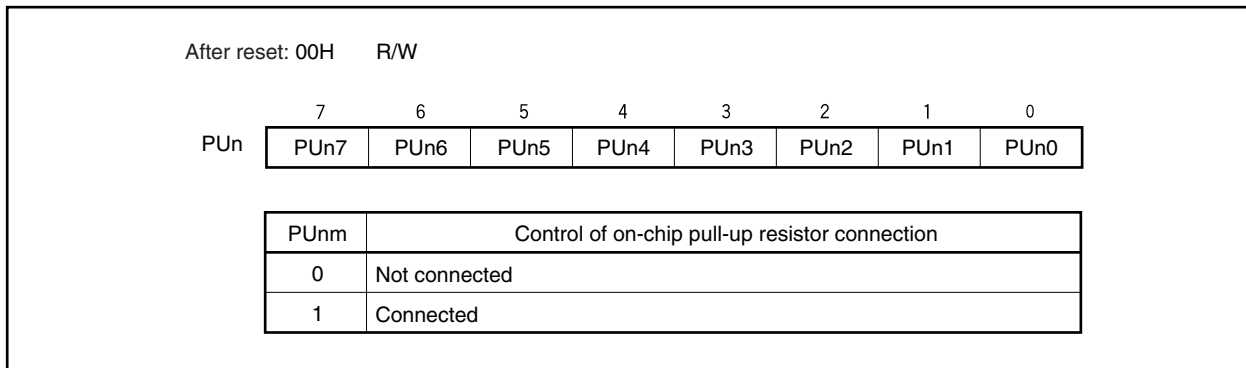 After reset: 00H R/W
7 6 5 4 3 2 1 0
PUn PUn7 PUn6 PUn5 PUn4 PUn3 PUn2 PUn1 PUn0
PUnm Control of on-chip pull-up resistor connection
0 Not connected
1 Connected